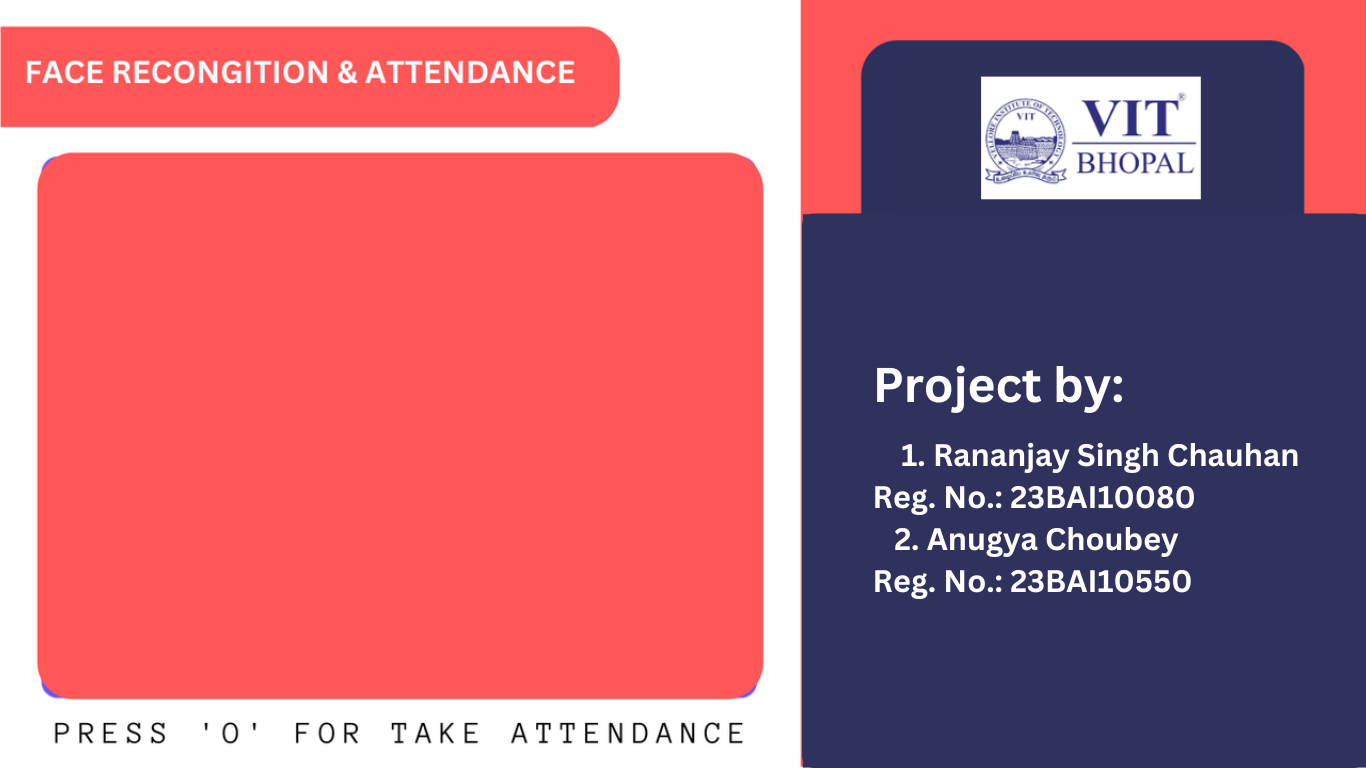 FACE RECONGITION & ATTENDANCE
PRESS 'O' FOR TAKE ATTENDANCE
VELLORE INSTITUTE OF TECHNOLOGY
VIT
VIT®
BHOPAL
Project by:
1. Rananjay Singh Chauhan
Reg. No.: 23BAI10080
2. Anugya Choubey
Reg. No.: 23BAI10550